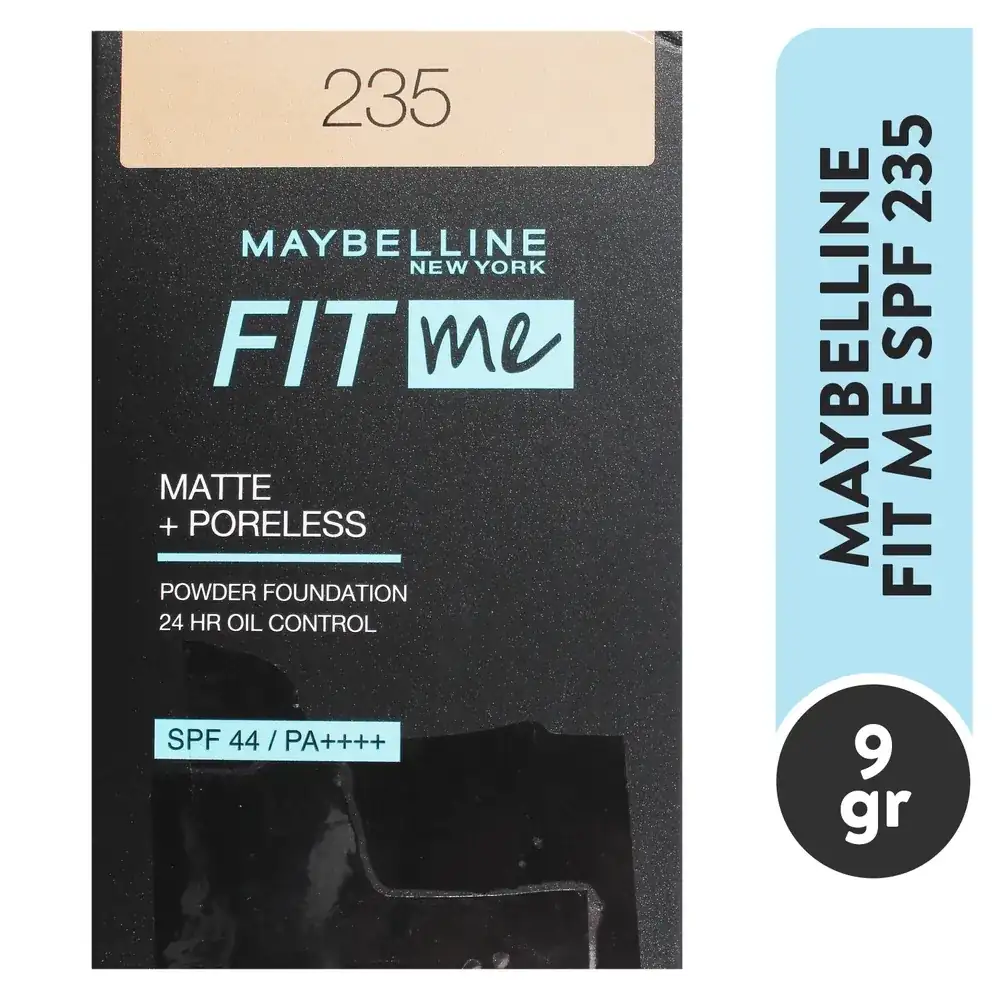 235
MAYBELLINE
NEW YORK
FIT me
MATTE
+ PORELESS
POWDER FOUNDATION
24 HR OIL CONTROL
SPF 44 / PA++++
MAYBELLINE
FIT ME SPF 235
9
gr